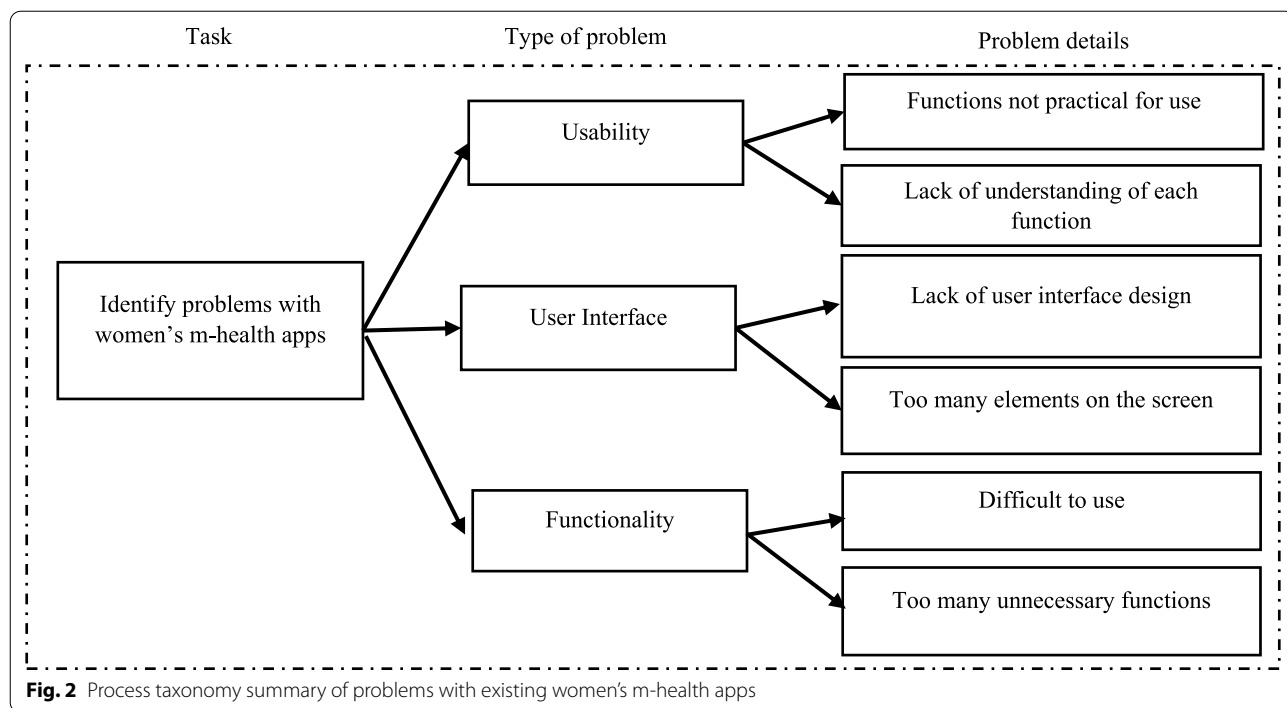 Task
Type of problem
Problem details
Functions not practical for use
Usability
Lack of understanding of each
function
Identify problems with
women's m-health apps
User Interface
Lack of user interface design
Too many elements on the screen
Functionality
Difficult to use
Too many unnecessary functions
Fig. 2 Process taxonomy summary of problems with existing women's m-health apps